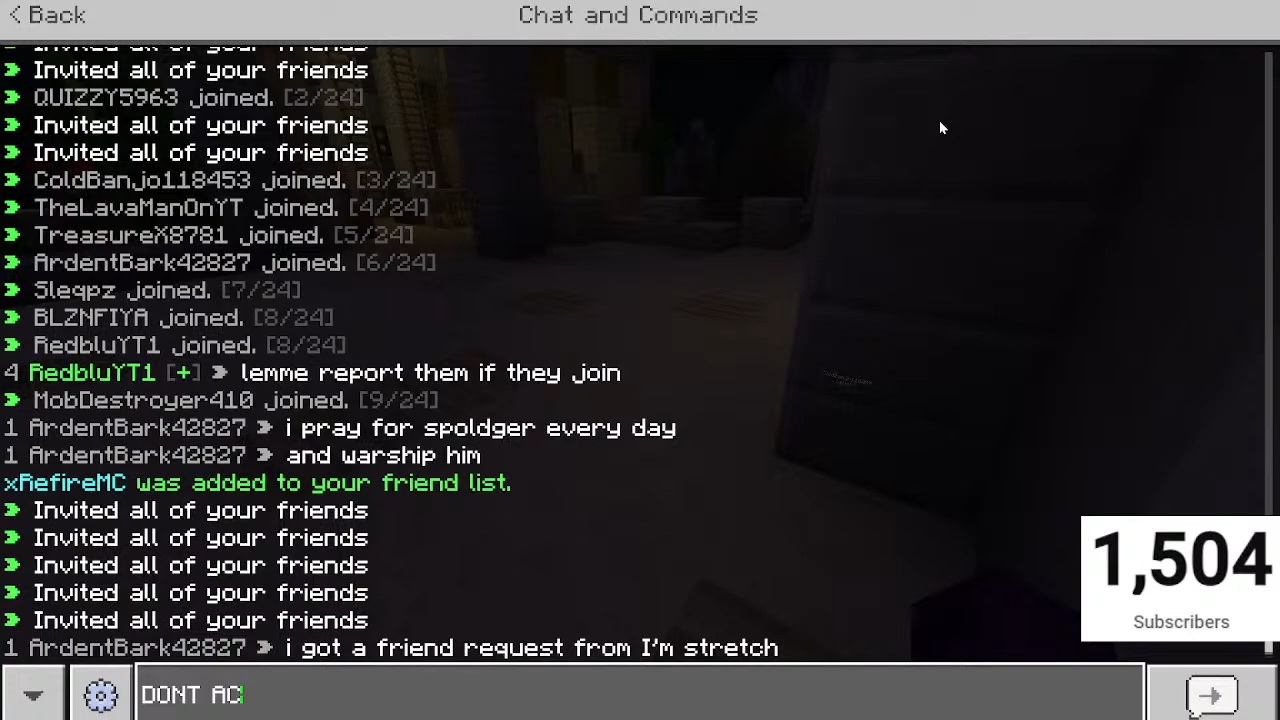 Back
Chat and Commands
Invited all of your friends
Invited all of your friends
QUIZZY5963 joined. [2/24]
Invited all of your friends
Invited all of your friends
ColdBanjo118453 joined. [3/24]
TheLavaManOnYT joined. [4/24]
TreasureX8781 joined. [5/24]
ArdentBark42827 joined. [6/24]
Sleqpz joined. [7/24]
BLZNFIYA joined. [8/24]
RedbluYT1 joined. [8/24]
4 RedbluYT1 [+] lemme report them if they join
MobDestroyer410 joined. [9/24]
1 ArdentBark42827 i pray for spoldger every day
1 ArdentBark42827 and warship him
xRefireMC was added to your friend list.
Invited all of your friends
Invited all of your friends
Invited all of your friends
Invited all of your friends
Invited all of your friends
1 ArdentBark42827 i got a friend request from I'm stretch
1,504
Subscribers
DONT AC